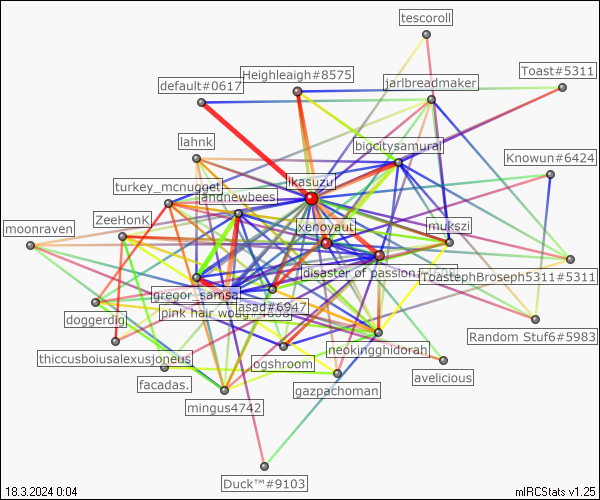 tescoroll
Heighleaigh#8575
Toast#5311
default#0617
jarlbreadmaker
lahnk
bigcitysamurai
Knowun#6424
ikasuzu
turkey_mcnugget
andnewbees
ZeeHonK
xenoyaut
mukszi
moonraven
disaster of passion
ToastephBroseph5311#5311
gregor_samsa.
doggerdig
pink hair woag#4868
asad#6947
Random Stuf6#5983
neokingghidorah
thiccusboiusalexusjoneus
ogshroom
avelicious
facadas.
gazpachoman
mingus4742
Duck™#9103
18.3.2024 0:04
mIRCStats v1.25